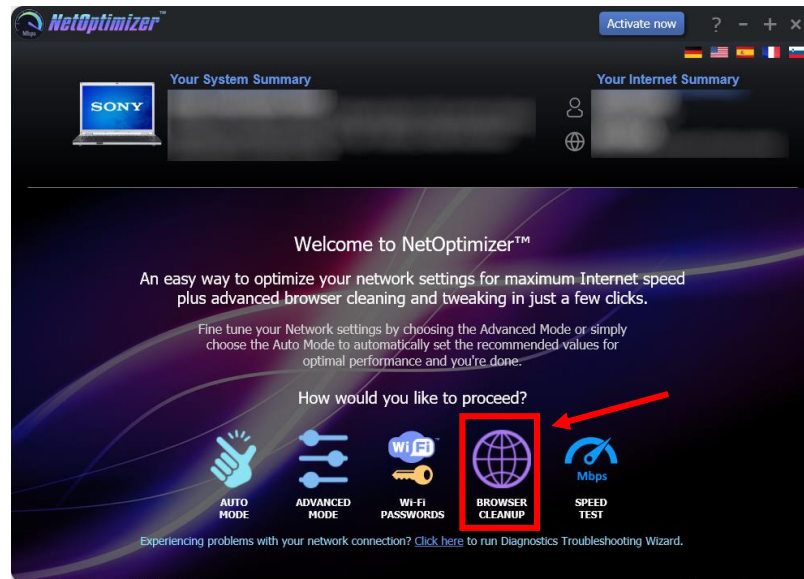 NetOptimizer™
Mbps
Activate now
? - + ×
Your System Summary
Your Internet Summary
SONY
Welcome to NetOptimizer™
An easy way to optimize your network settings for maximum Internet speed
plus advanced browser cleaning and tweaking in just a few clicks.
Fine tune your Network settings by choosing the Advanced Mode or simply
choose the Auto Mode to automatically set the recommended values for
optimal performance and you're done.
How would you like to proceed?
Wi Fi
Mbps
AUTO
MODE
ADVANCED
MODE
Wi-Fi
PASSWORDS
BROWSER
CLEANUP
SPEED
TEST
Experiencing problems with your network connection? Click here to run Diagnostics Troubleshooting Wizard.